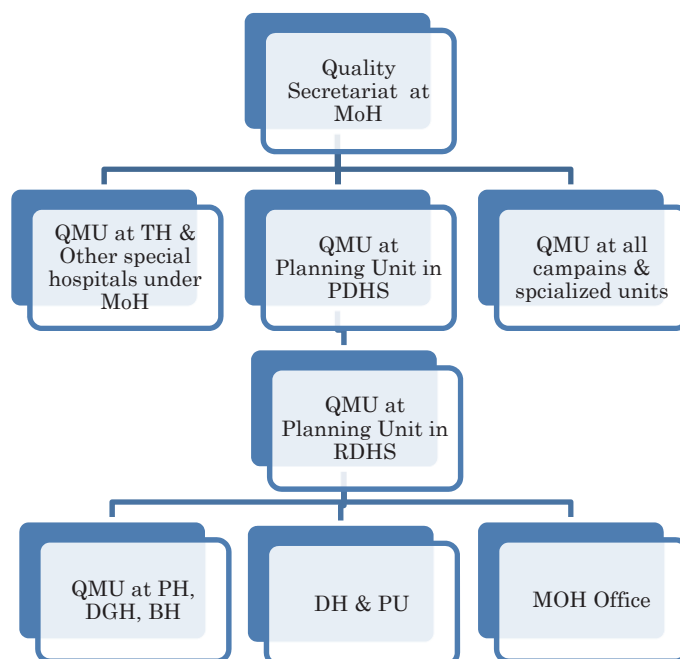 Quality
Secretariat at
MoH
QMU at TH &
Other special
hospitals under
MoH
QMU at
Planning Unit in
PDHS
QMU at all
campains &
spcialized units
QMU at
Planning Unit in
RDHS
QMU at PH,
DGH, BH
DH & PU
MOH Office